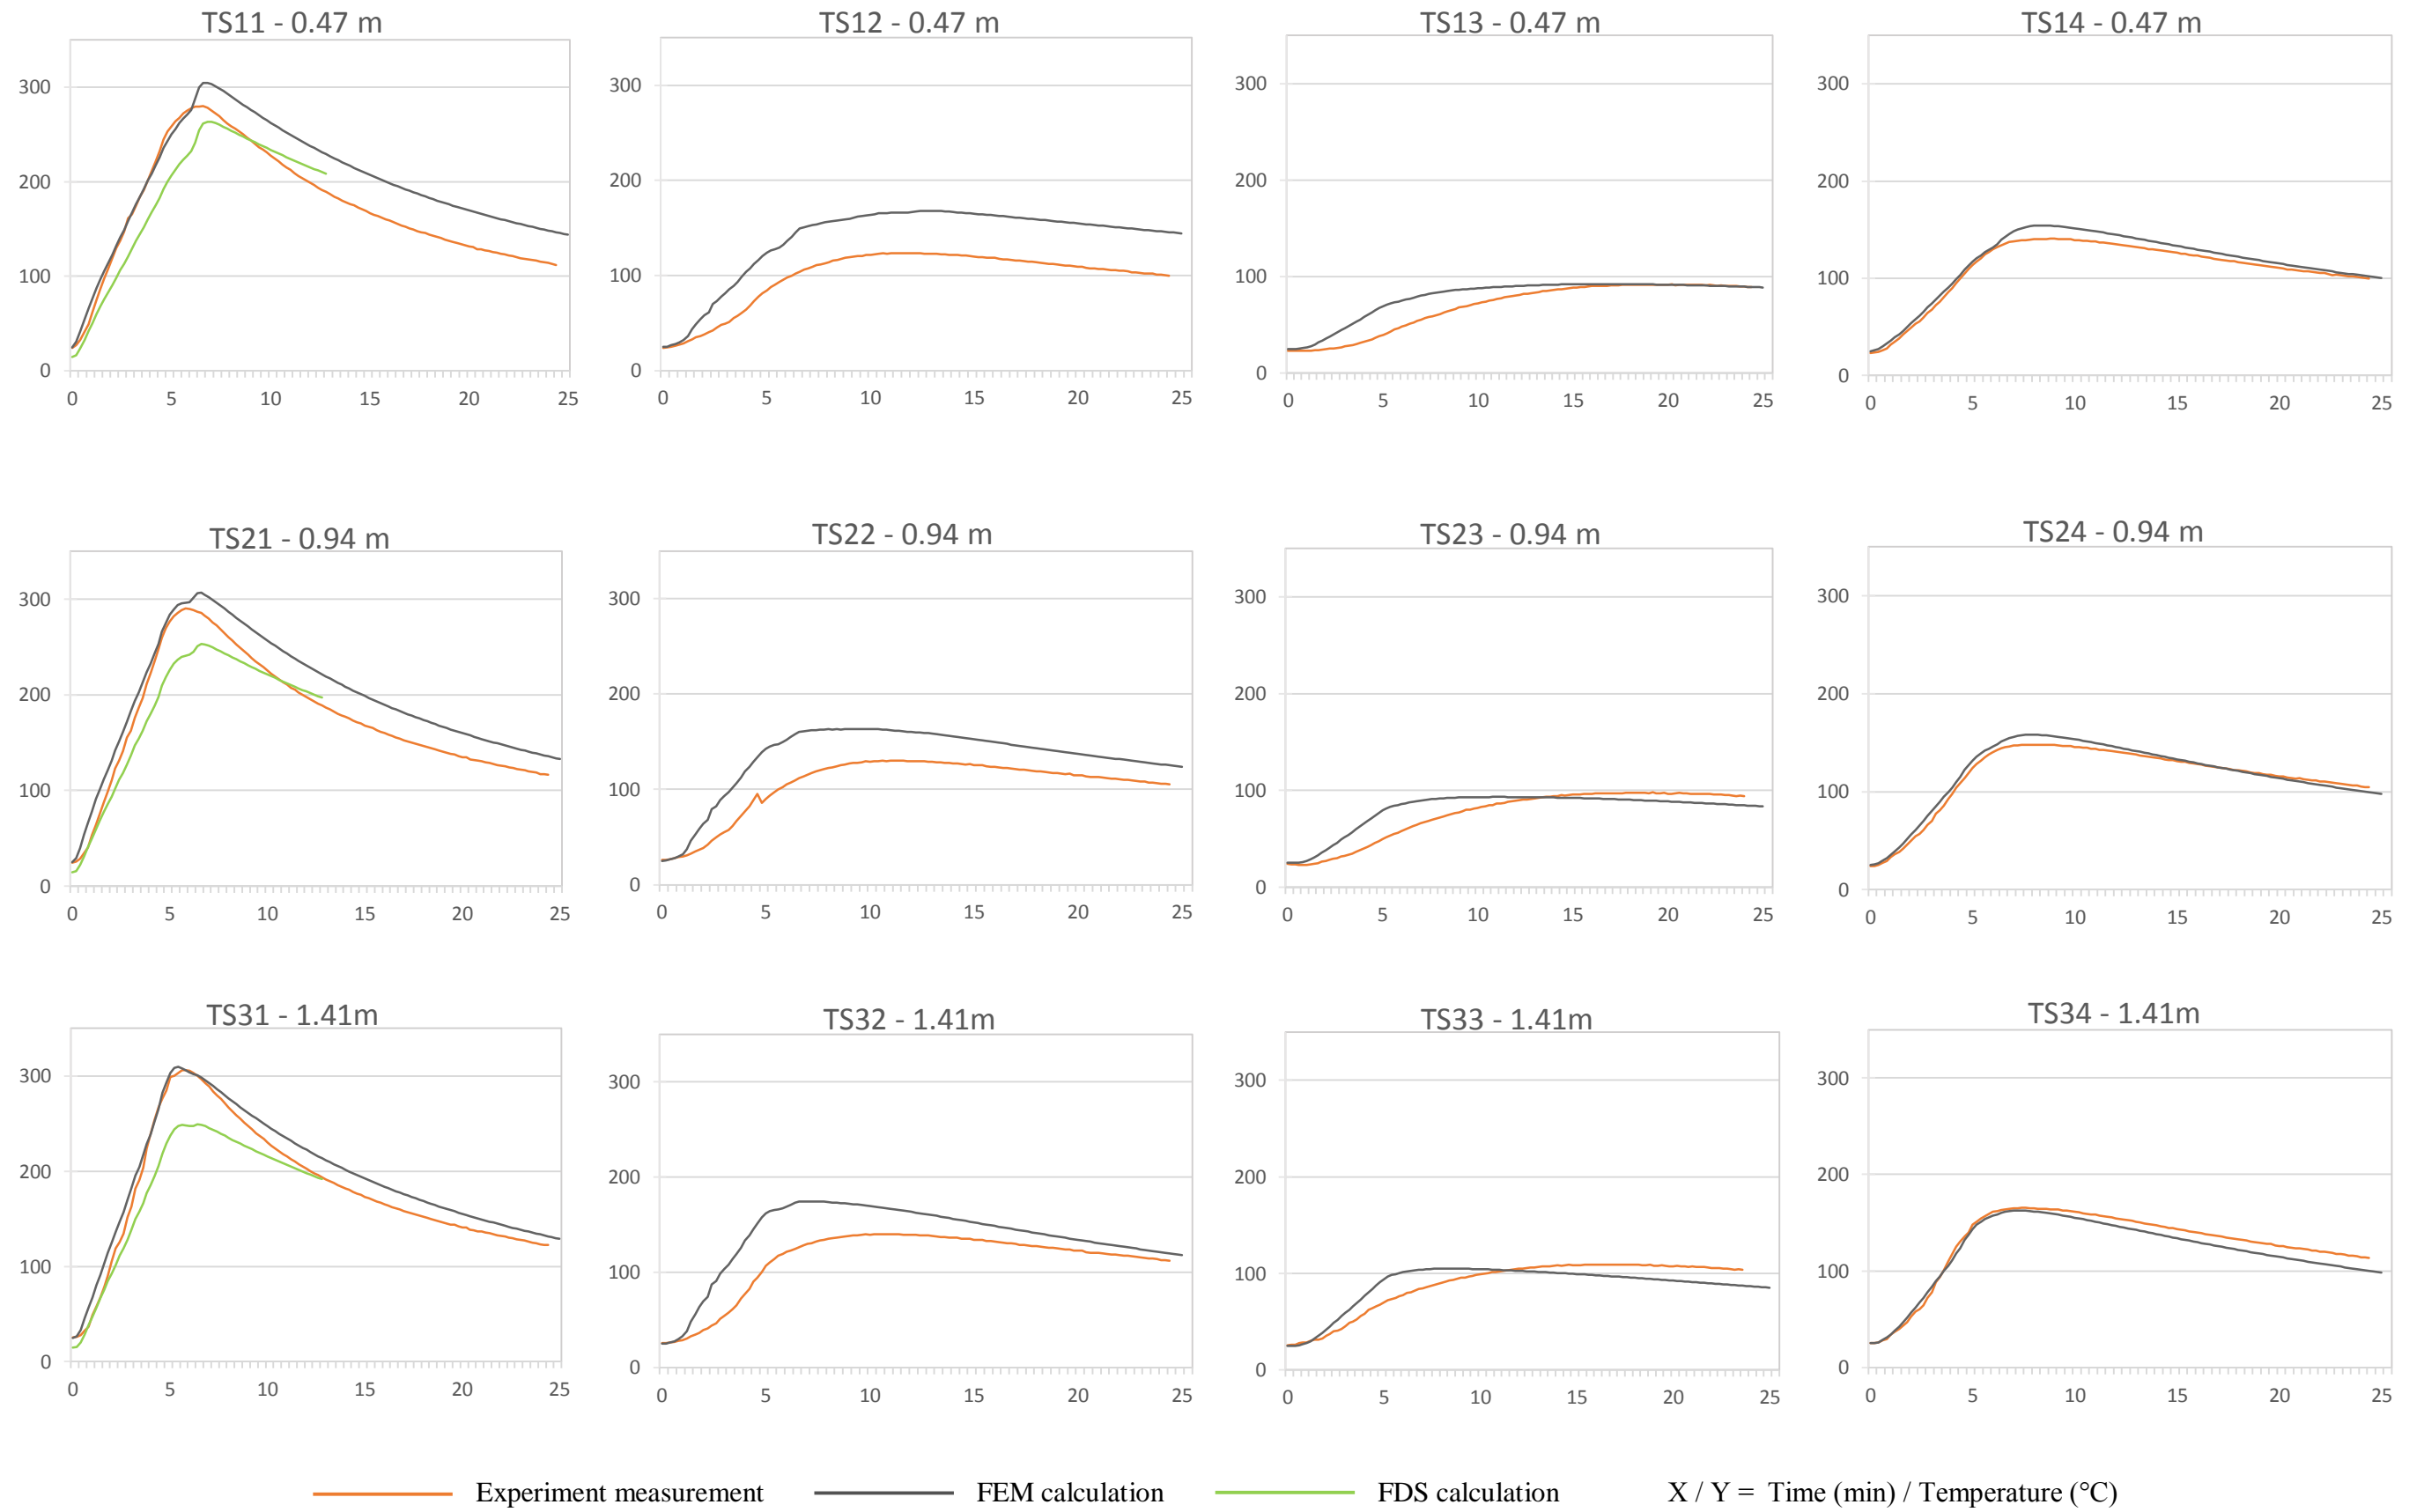 TS11 - 0.47 m
TS12 - 0.47 m
TS13 - 0.47 m
TS14 - 0.47 m
300
300
300
300
200
200
200
200
100
100
100
100
0
0
0
0
0 5 10 15 20 25
0 5 10 15 20 25
0 5 10 15 20 25
0 5 10 15 20 25
TS21 - 0.94 m
TS22 - 0.94 m
TS23 - 0.94 m
TS24 - 0.94 m
300
300
300
300
200
200
200
200
100
100
100
100
0
0
0
0
0 5 10 15 20 25
0 5 10 15 20 25
0 5 10 15 20 25
0 5 10 15 20 25
TS31 - 1.41m
TS32 - 1.41m
TS33 - 1.41m
TS34 - 1.41m
300
300
300
300
200
200
200
200
100
100
100
100
0
0
0
0
0 5 10 15 20 25
0 5 10 15 20 25
0 5 10 15 20 25
0 5 10 15 20 25
Experiment measurement
FEM calculation
FDS calculation
X / Y = Time (min) / Temperature (°C)